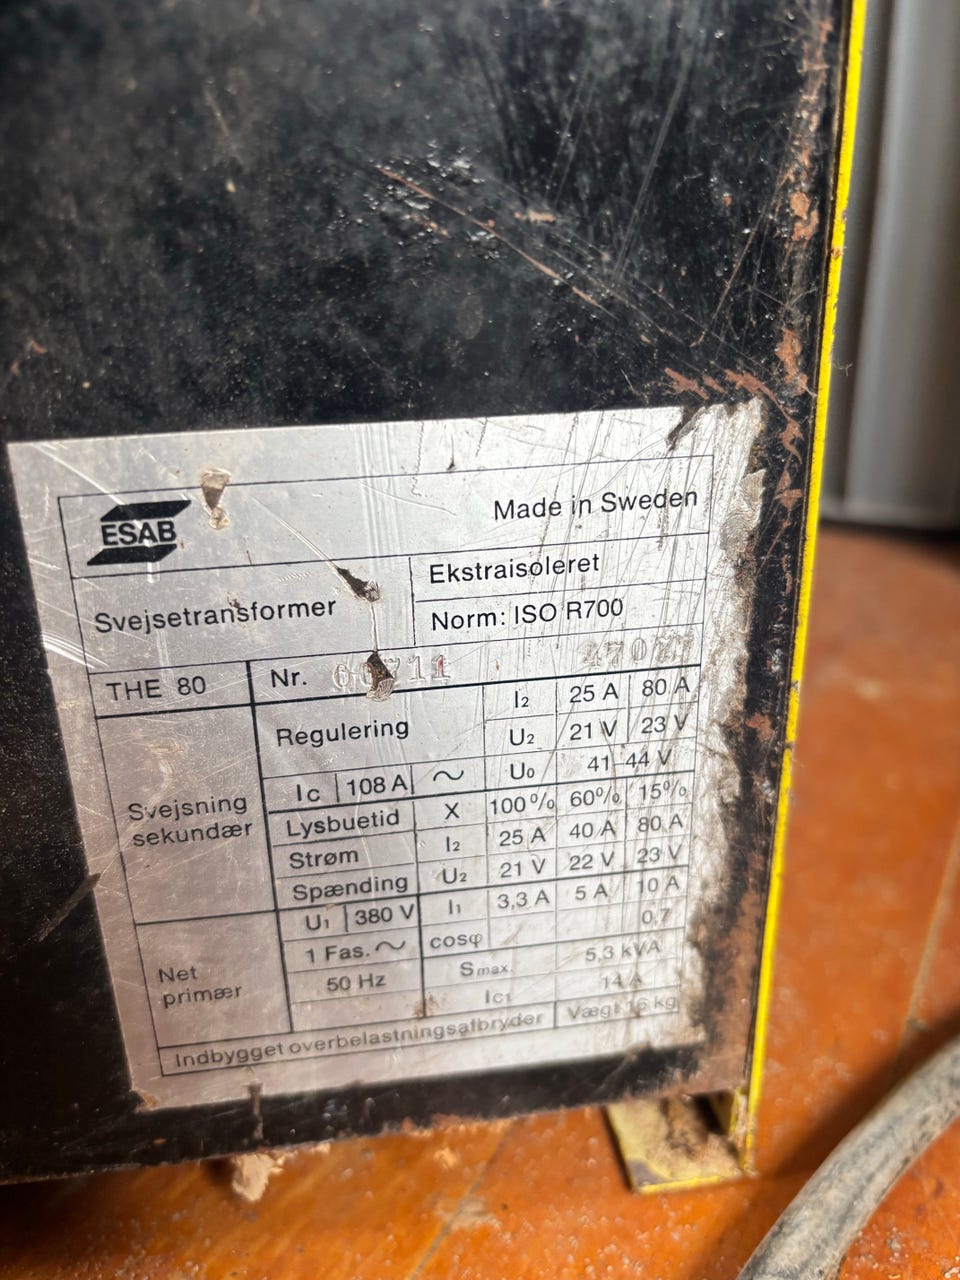 ESAB
Made in Sweden
Svejsetransformer
Ekstraisoleret
Norm: ISO R700
THE 80 Nr.
Regulering I2 25 A 80 A
U2 21 V 23 V
Ic 108 A ~ U0 41-44 V
Svejsning sekundær
Lysbuetid X 100% 60% 15%
Strøm I2 25 A 40 A 80 A
Spænding U2 21 V 22 V 23 V
Net primær
U1 380 V I1 3,3 A 5 A 10 A
1 Fas. ~ cosφ 0,7
50 Hz Smax. 5,3 kVA
Ic1 14 A
Indbygget overbelastningsafbryder Vægt 16 kg